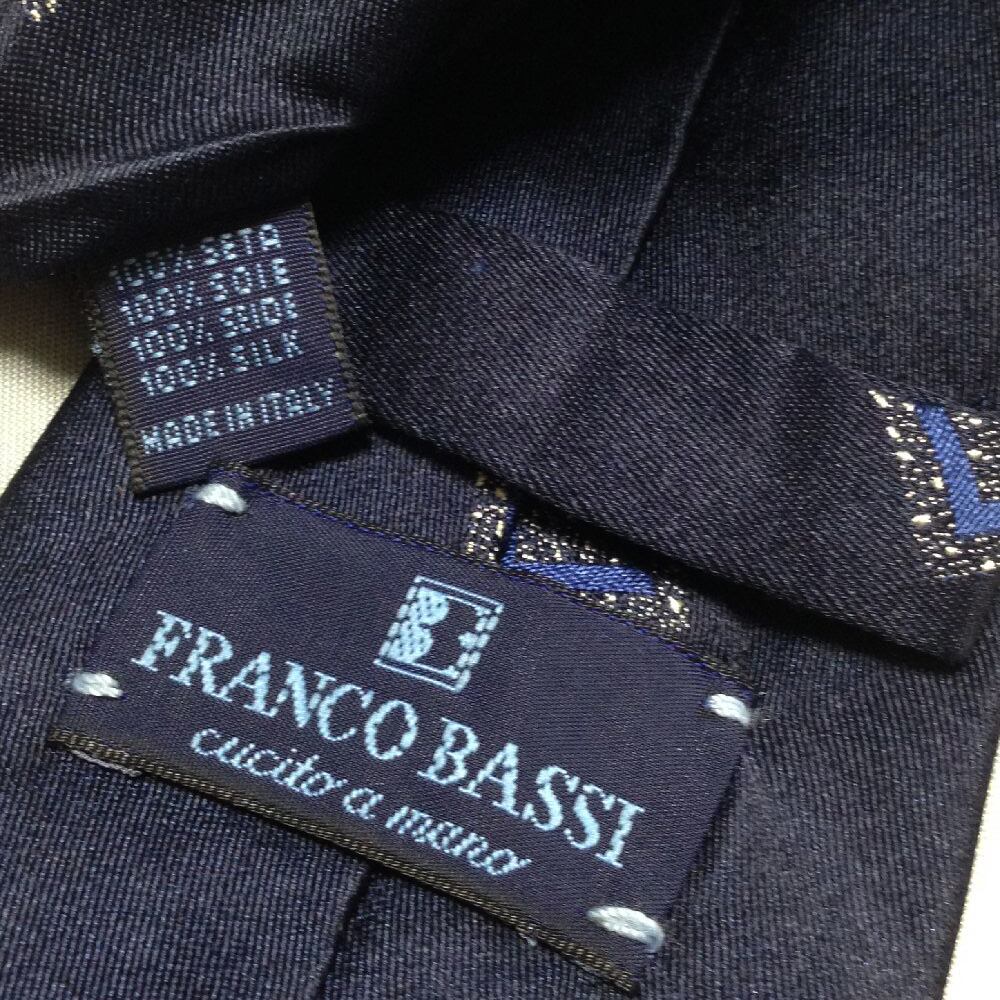 100% SETA
100% SOIE
100% SEIDE
100% SILK
MADE IN ITALY
FRANCO BASSI
cucito a mano